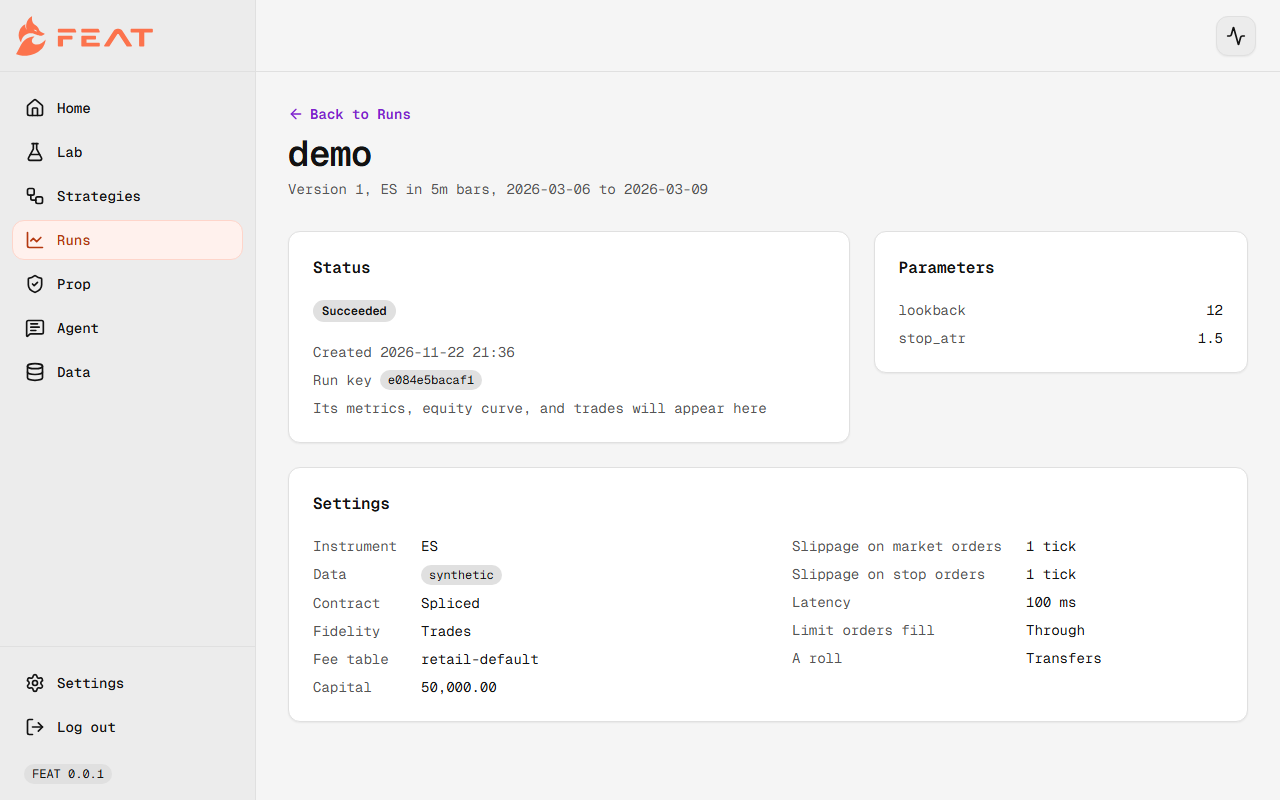 FEAT
Home
Lab
Strategies
Runs
Prop
Agent
Data
Settings
Log out
FEAT 0.0.1
← Back to Runs
demo
Version 1, ES in 5m bars, 2026-03-06 to 2026-03-09
Status
Succeeded
Created 2026-11-22 21:36
Run key e084e5bacaf1
Its metrics, equity curve, and trades will appear here
Parameters
lookback 12
stop_atr 1.5
Settings
Instrument ES
Data synthetic
Contract Spliced
Fidelity Trades
Fee table retail-default
Capital 50,000.00
Slippage on market orders 1 tick
Slippage on stop orders 1 tick
Latency 100 ms
Limit orders fill Through
A roll Transfers